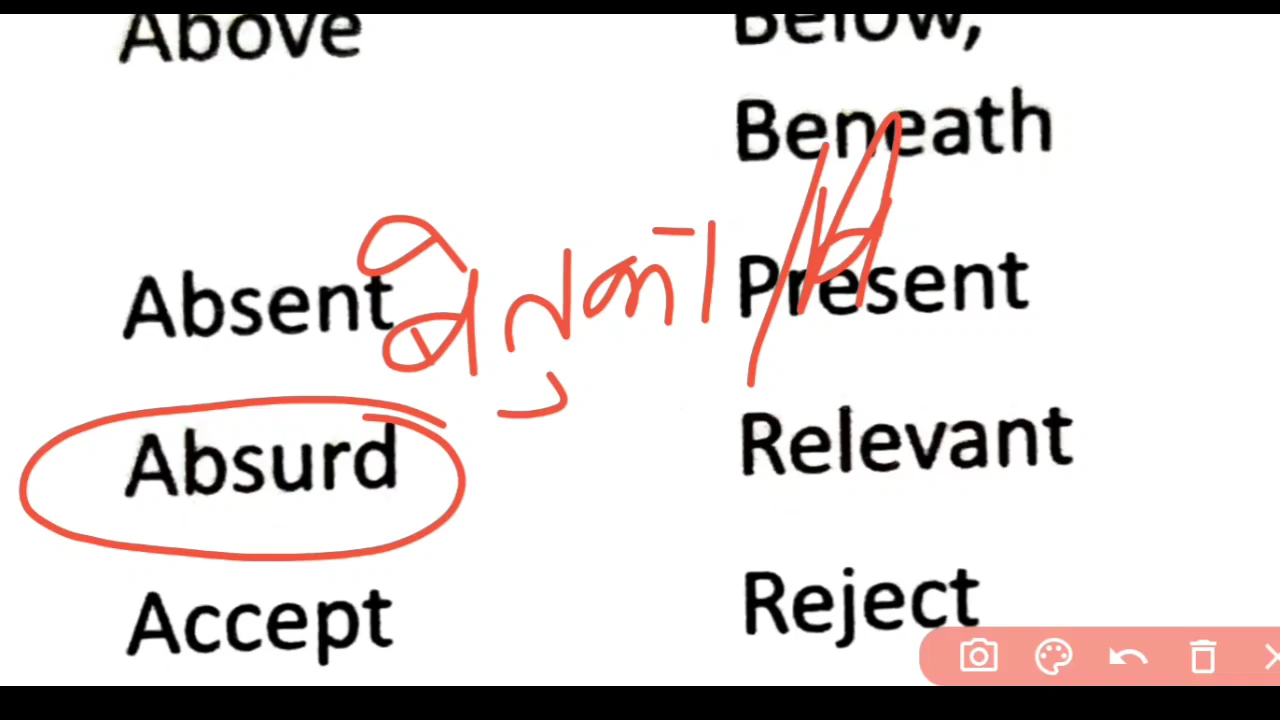 Above Below,
Beneath
Absent बेतुका / Present
Absurd Relevant
Accept Reject